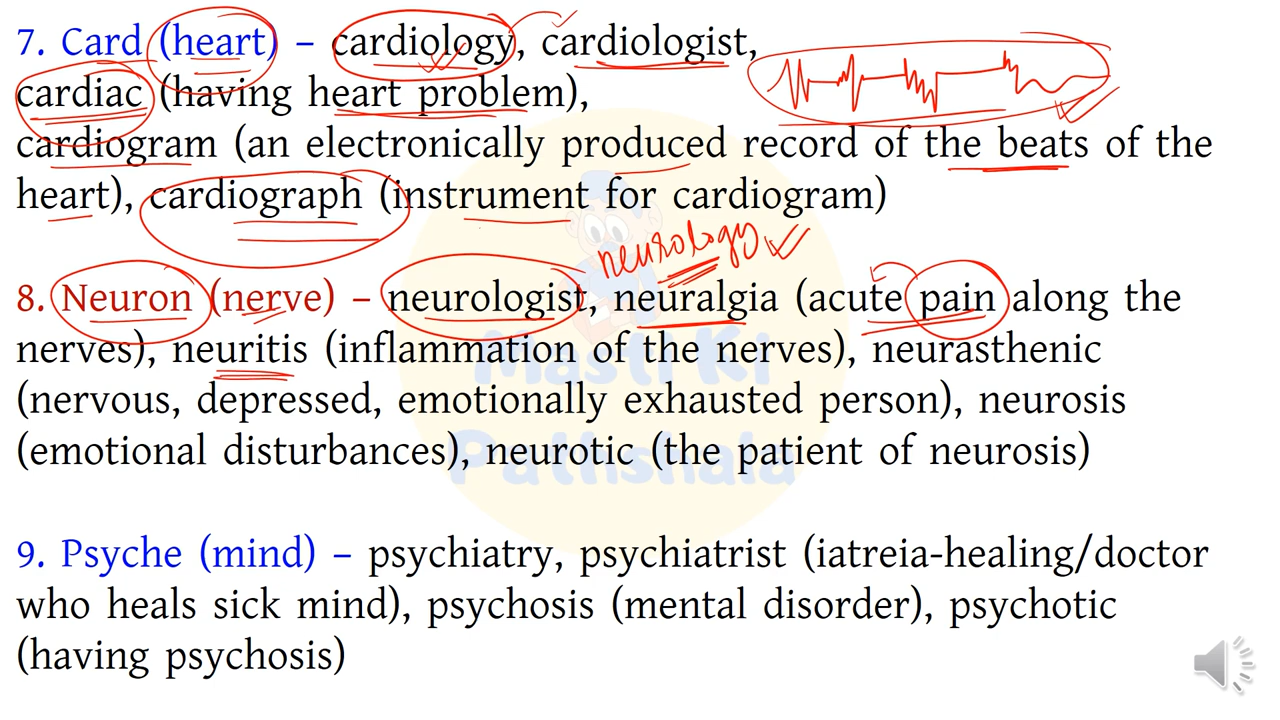 7. Card (heart) – cardiology, cardiologist,
cardiac (having heart problem),
cardiogram (an electronically produced record of the beats of the
heart), cardiograph (instrument for cardiogram)
neurology
8. Neuron (nerve) – neurologist, neuralgia (acute pain along the
nerves), neuritis (inflammation of the nerves), neurasthenic
(nervous, depressed, emotionally exhausted person), neurosis
(emotional disturbances), neurotic (the patient of neurosis)
9. Psyche (mind) – psychiatry, psychiatrist (iatreia-healing/doctor
who heals sick mind), psychosis (mental disorder), psychotic
(having psychosis)
Masti Ki
Pathshala